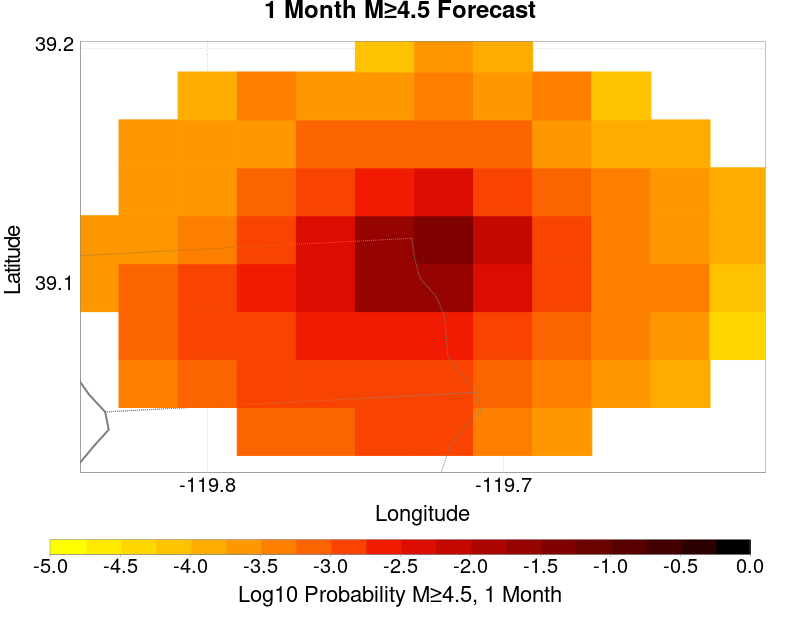 1 Month M≥4.5 Forecast
39.2
39.1
Latitude
-119.8 -119.7
Longitude
-5.0 -4.5 -4.0 -3.5 -3.0 -2.5 -2.0 -1.5 -1.0 -0.5 0.0
Log10 Probability M≥4.5, 1 Month